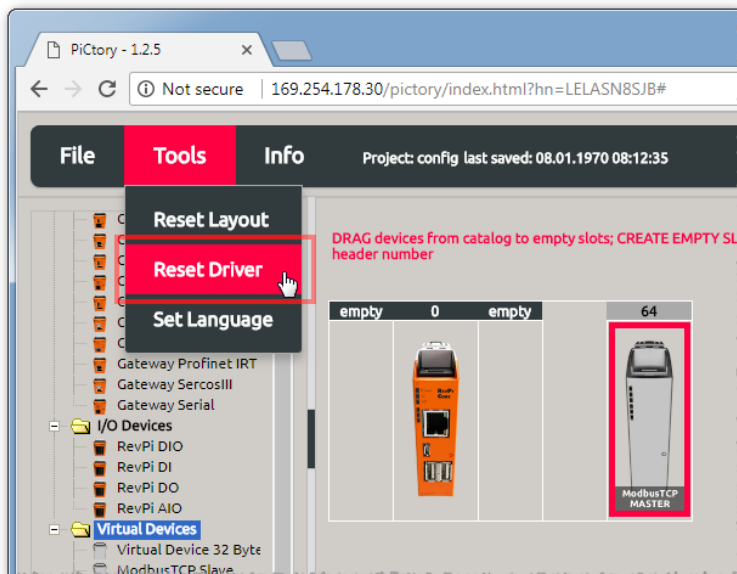 PiCtory - 1.2.5
Not secure
169.254.178.30/pictory/index.html?hn=LELASN8SJB#
File
Tools
Info
Project: config last saved: 08.01.1970 08:12:35
Reset Layout
Reset Driver
Set Language
DRAG devices from catalog to empty slots; CREATE EMPTY SL
header number
empty
0
empty
64
RevPi
Core
ModbusTCP
MASTER
Gateway Profinet IRT
Gateway SercosIII
Gateway Serial
I/O Devices
RevPi DIO
RevPi DI
RevPi DO
RevPi AIO
Virtual Devices
Virtual Device 32 Byte
ModbusTCP Slave